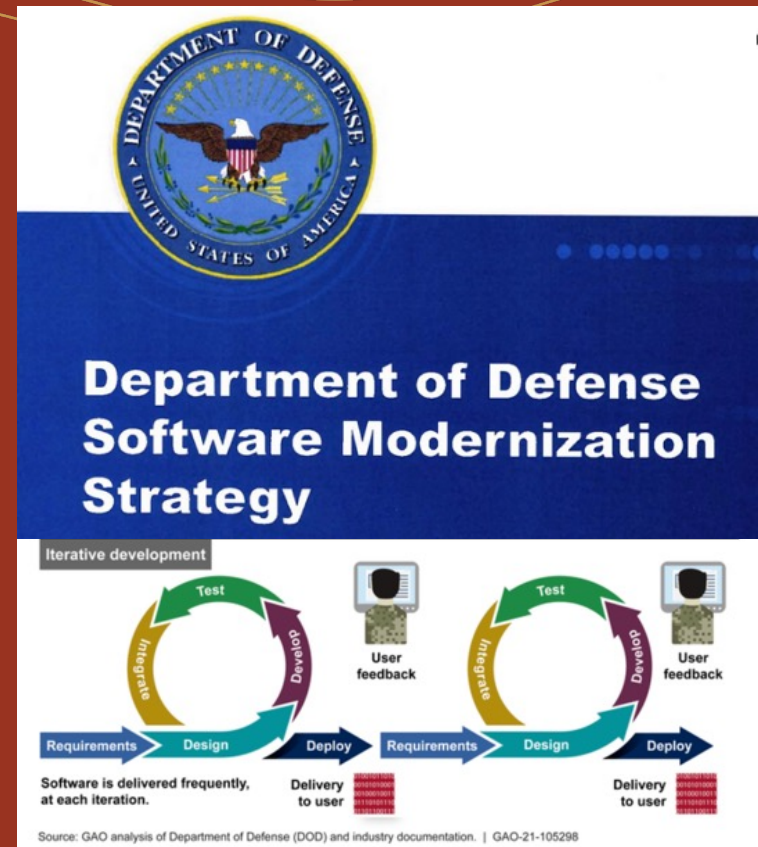 DEPARTMENT OF DEFENSE
UNITED STATES OF AMERICA
Department of Defense
Software Modernization
Strategy
Iterative development
Test
Integrate
Develop
User
feedback
Requirements
Design
Deploy
Test
Integrate
Develop
User
feedback
Requirements
Design
Deploy
Software is delivered frequently,
at each iteration.
Delivery
to user
Delivery
to user
Source: GAO analysis of Department of Defense (DOD) and industry documentation. | GAO-21-105298